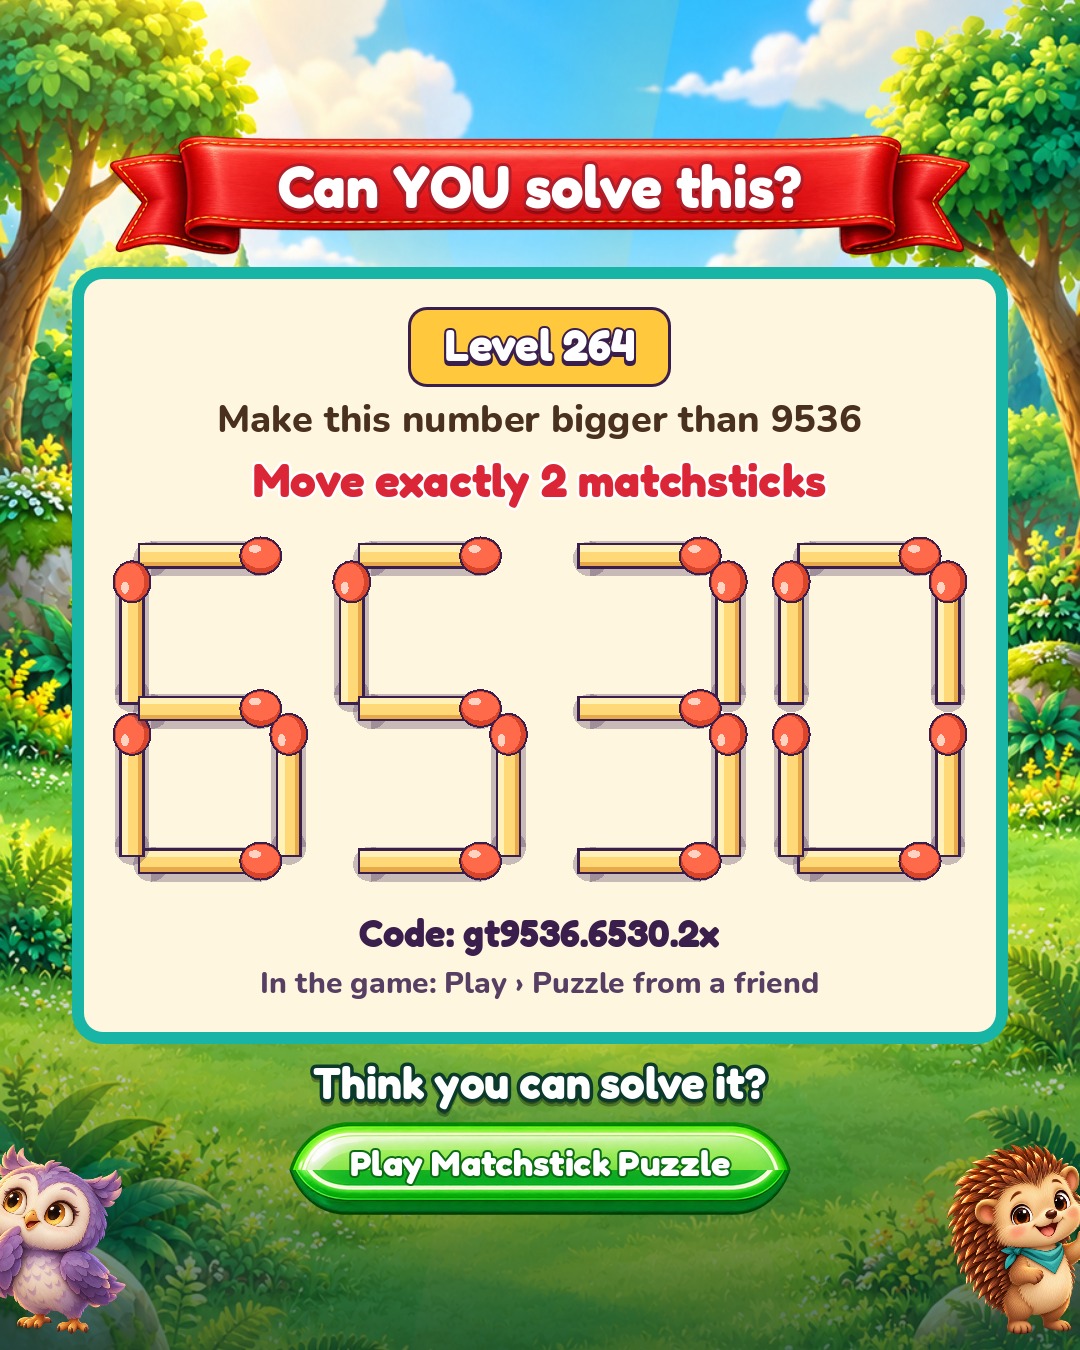 Can YOU solve this?
Level 264
Make this number bigger than 9536
Move exactly 2 matchsticks
6530
Code: gt9536.6530.2x
In the game: Play › Puzzle from a friend
Think you can solve it?
Play Matchstick Puzzle